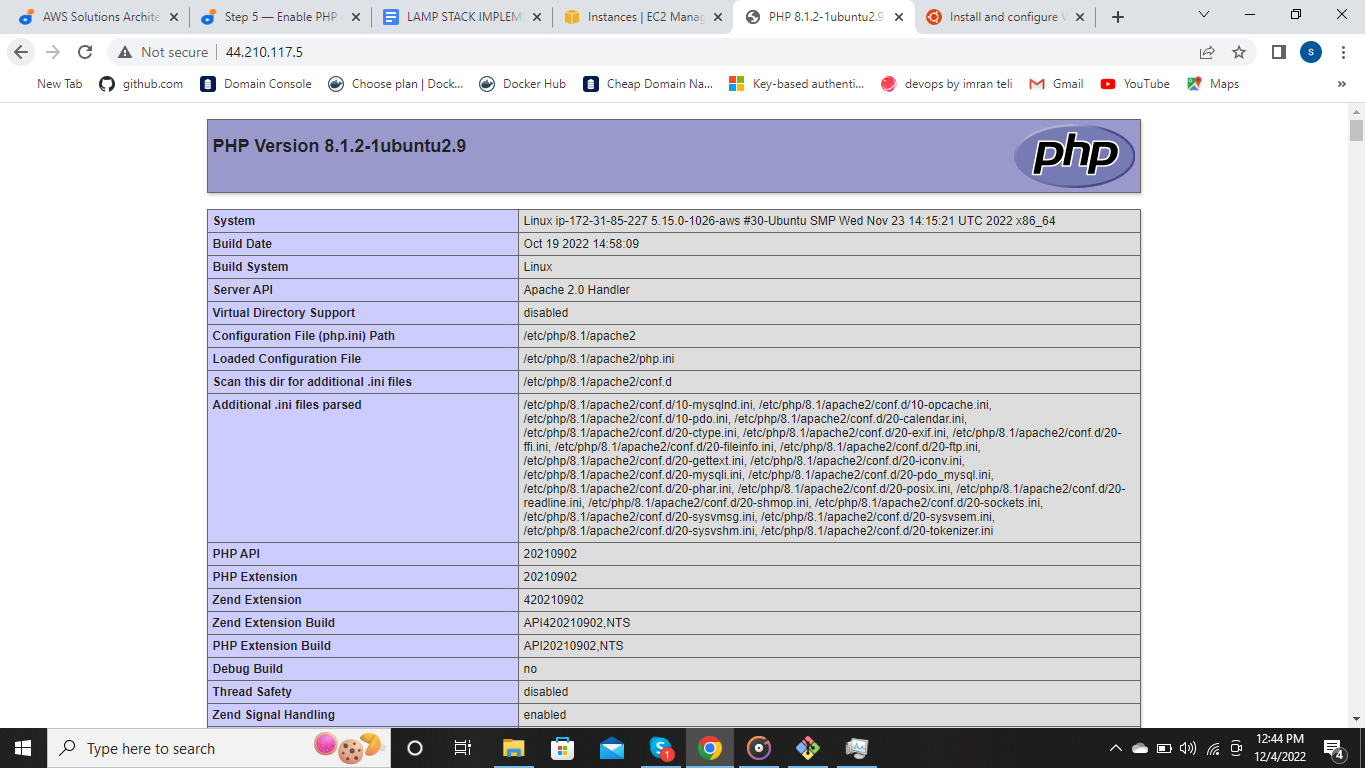 AWS Solutions Archite
Step 5 — Enable PHP
LAMP STACK IMPLEM
Instances | EC2 Manag
PHP 8.1.2-1ubuntu2.9
Install and configure W
Not secure
44.210.117.5
s
New Tab
github.com
Domain Console
Choose plan | Dock...
Docker Hub
Cheap Domain Na...
Key-based authenti...
devops by imran teli
Gmail
YouTube
Maps
»
PHP Version 8.1.2-1ubuntu2.9
php
System Linux ip-172-31-85-227 5.15.0-1026-aws #30-Ubuntu SMP Wed Nov 23 14:15:21 UTC 2022 x86_64
Build Date Oct 19 2022 14:58:09
Build System Linux
Server API Apache 2.0 Handler
Virtual Directory Support disabled
Configuration File (php.ini) Path /etc/php/8.1/apache2
Loaded Configuration File /etc/php/8.1/apache2/php.ini
Scan this dir for additional .ini files /etc/php/8.1/apache2/conf.d
Additional .ini files parsed /etc/php/8.1/apache2/conf.d/10-mysqlnd.ini, /etc/php/8.1/apache2/conf.d/10-opcache.ini,
/etc/php/8.1/apache2/conf.d/10-pdo.ini, /etc/php/8.1/apache2/conf.d/20-calendar.ini,
/etc/php/8.1/apache2/conf.d/20-ctype.ini, /etc/php/8.1/apache2/conf.d/20-exif.ini, /etc/php/8.1/apache2/conf.d/20-
ffi.ini, /etc/php/8.1/apache2/conf.d/20-fileinfo.ini, /etc/php/8.1/apache2/conf.d/20-ftp.ini,
/etc/php/8.1/apache2/conf.d/20-gettext.ini, /etc/php/8.1/apache2/conf.d/20-iconv.ini,
/etc/php/8.1/apache2/conf.d/20-mysqli.ini, /etc/php/8.1/apache2/conf.d/20-pdo_mysql.ini,
/etc/php/8.1/apache2/conf.d/20-phar.ini, /etc/php/8.1/apache2/conf.d/20-posix.ini, /etc/php/8.1/apache2/conf.d/20-
readline.ini, /etc/php/8.1/apache2/conf.d/20-shmop.ini, /etc/php/8.1/apache2/conf.d/20-sockets.ini,
/etc/php/8.1/apache2/conf.d/20-sysvmsg.ini, /etc/php/8.1/apache2/conf.d/20-sysvsem.ini,
/etc/php/8.1/apache2/conf.d/20-sysvshm.ini, /etc/php/8.1/apache2/conf.d/20-tokenizer.ini
PHP API 20210902
PHP Extension 20210902
Zend Extension 420210902
Zend Extension Build API420210902,NTS
PHP Extension Build API20210902,NTS
Debug Build no
Thread Safety disabled
Zend Signal Handling enabled
Type here to search
1
12:44 PM
12/4/2022
4